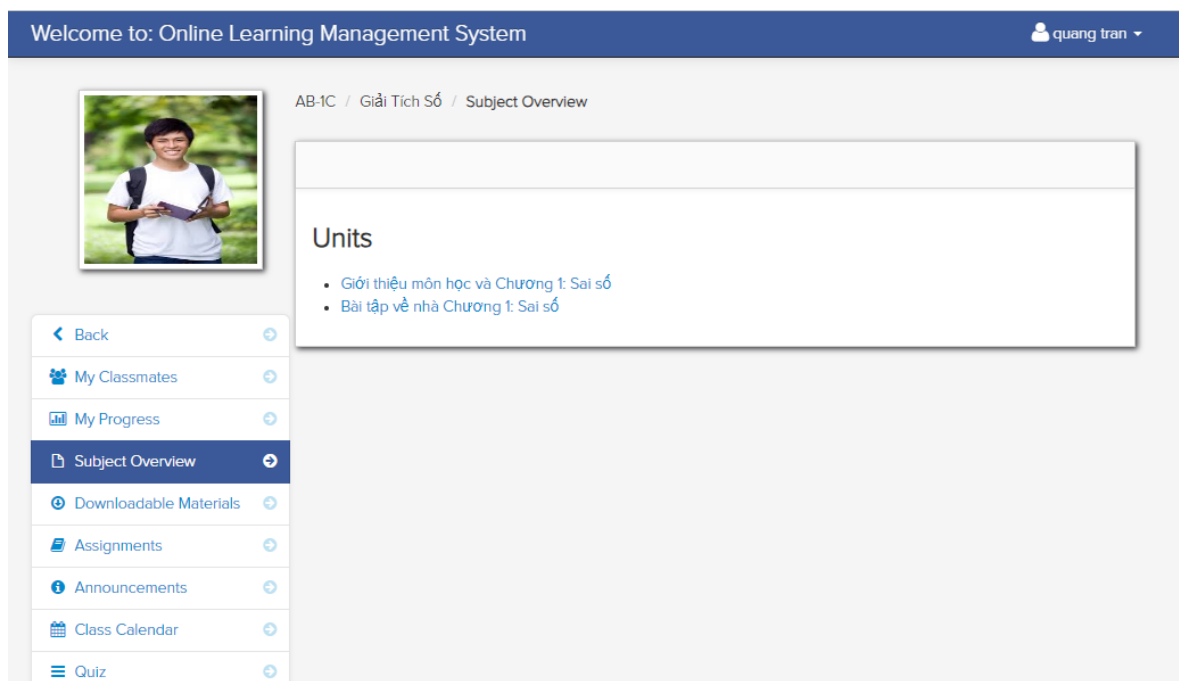 Welcome to: Online Learning Management System
quang tran
AB-1C / Giải Tích Số / Subject Overview
Units
Giới thiệu môn học và Chương 1: Sai số
Bài tập về nhà Chương 1: Sai số
Back
My Classmates
My Progress
Subject Overview
Downloadable Materials
Assignments
Announcements
Class Calendar
Quiz